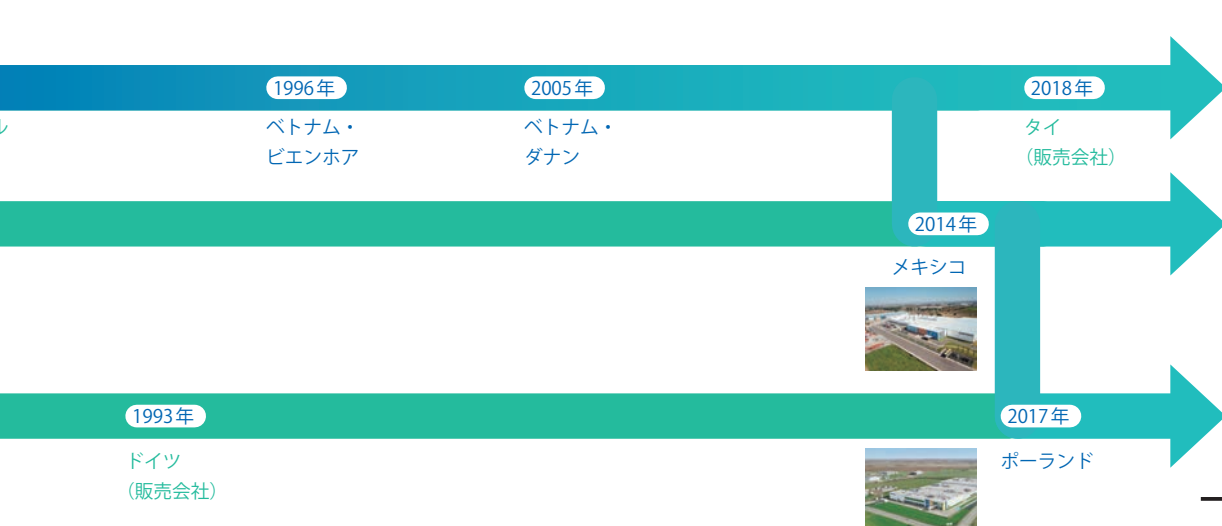 1996年
2005年
2018年
ル
ベトナム・
ビエンホア
ベトナム・
ダナン
タイ
（販売会社）
2014年
メキシコ
1993年
2017年
ドイツ
（販売会社）
ポーランド